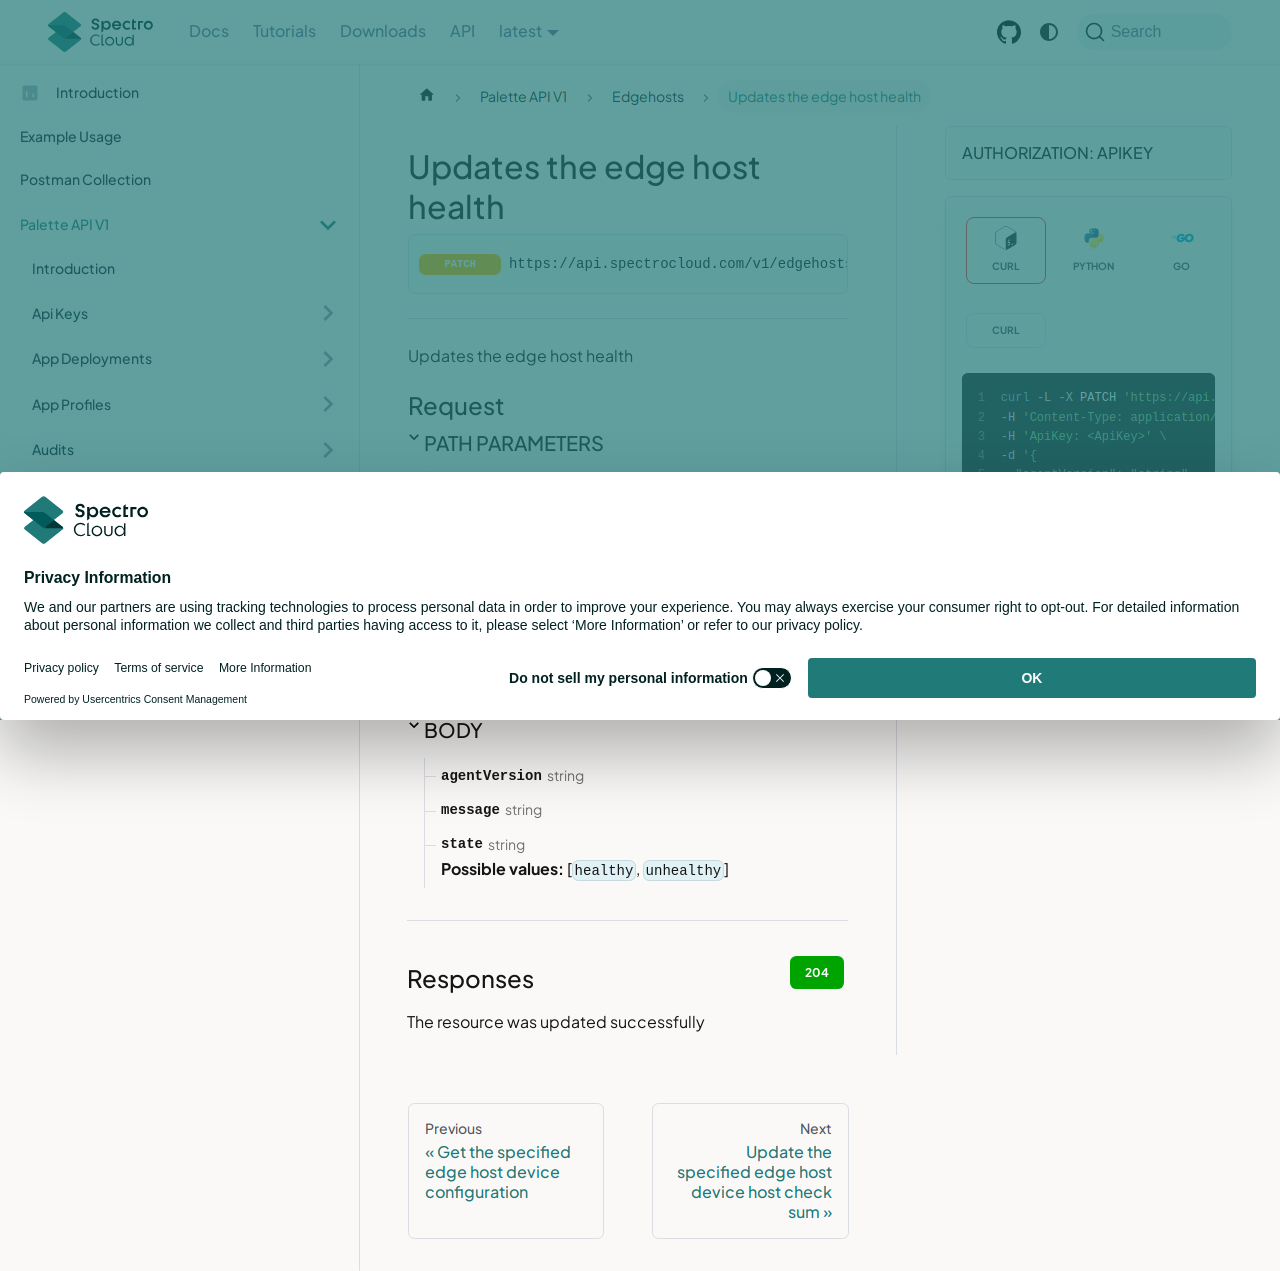 Spectro Cloud
Docs
Tutorials
Downloads
API
latest
Search
Introduction
Example Usage
Postman Collection
Palette API V1
Introduction
Api Keys
App Deployments
App Profiles
Audits
Palette API V1
Edgehosts
Updates the edge host health
Updates the edge host
health
PATCH
https://api.spectrocloud.com/v1/edgehosts
Updates the edge host health
Request
PATH PARAMETERS
AUTHORIZATION: APIKEY
CURL
PYTHON
GO
CURL
1 curl -L -X PATCH 'https://api.
2 -H 'Content-Type: application/
3 -H 'ApiKey: <ApiKey>' \
4 -d '{
Spectro
Cloud
Privacy Information
We and our partners are using tracking technologies to process personal data in order to improve your experience. You may always exercise your consumer right to opt-out. For detailed information
about personal information we collect and third parties having access to it, please select ‘More Information’ or refer to our privacy policy.
Privacy policy
Terms of service
More Information
Powered by Usercentrics Consent Management
Do not sell my personal information
OK
BODY
agentVersion string
message string
state string
Possible values: [healthy, unhealthy]
Responses
204
The resource was updated successfully
Previous
« Get the specified
edge host device
configuration
Next
Update the
specified edge host
device host check
sum »